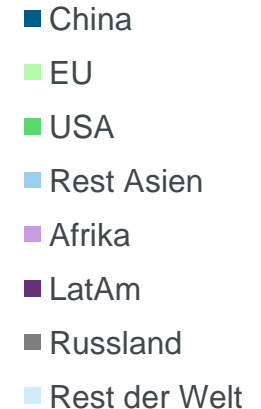 China
EU
USA
Rest Asien
Afrika
LatAm
Russland
Rest der Welt